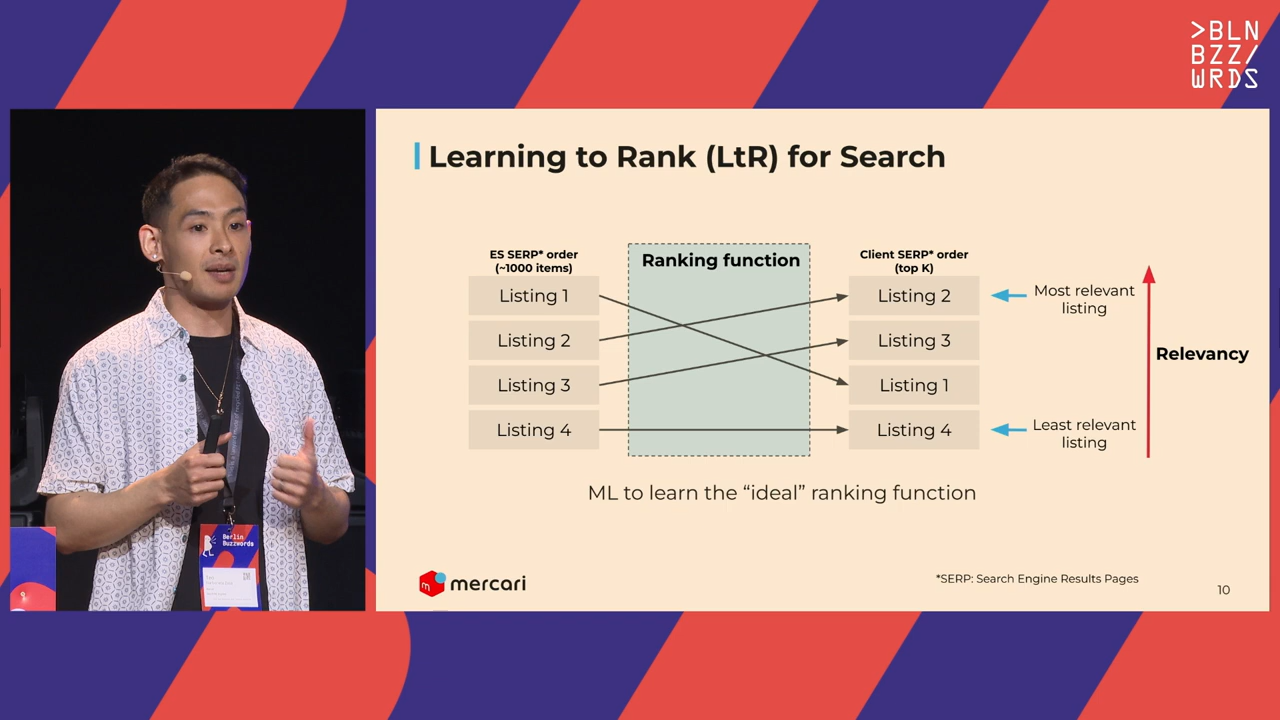 >BLN
BZZ/
WRDS
Learning to Rank (LtR) for Search
ES SERP* order
(~1000 items)
Ranking function
Client SERP* order
(top K)
Listing 1
Listing 2
Most relevant
listing
Listing 2
Listing 3
Relevancy
Listing 3
Listing 1
Listing 4
Listing 4
Least relevant
listing
ML to learn the “ideal” ranking function
mercari
*SERP: Search Engine Results Pages
10
Berlin
Buzzwords